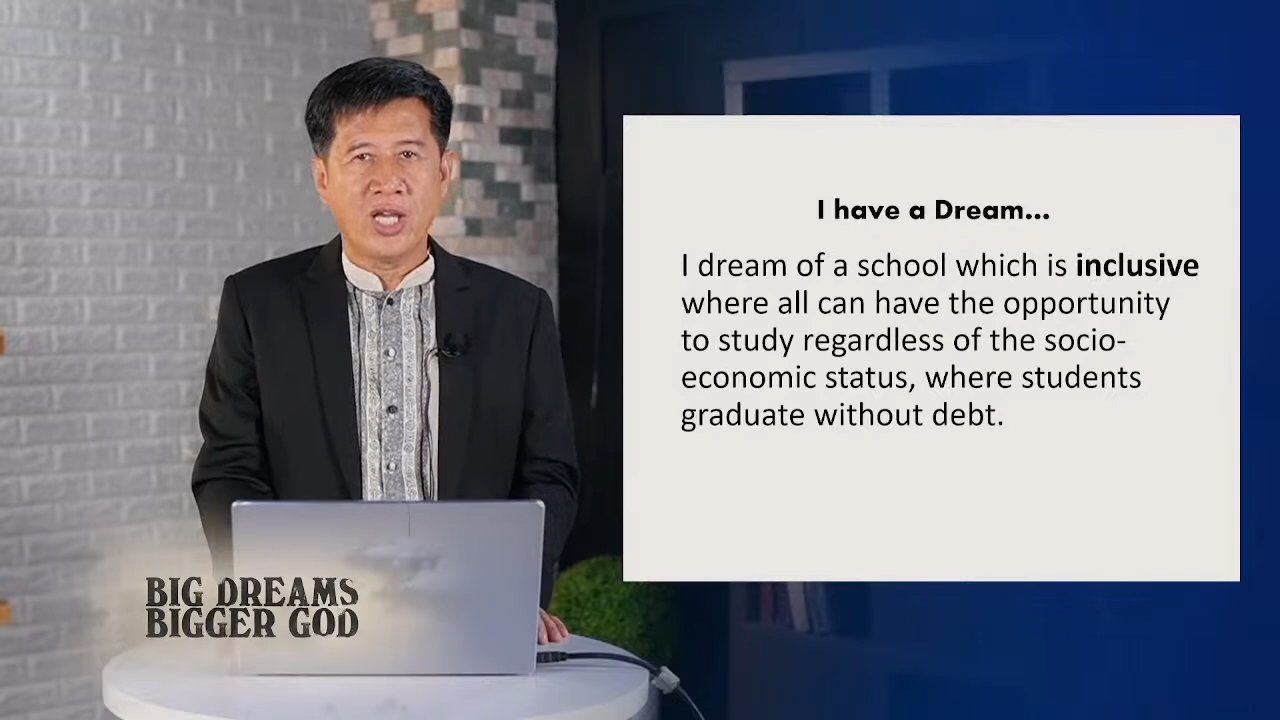 I have a Dream...
I dream of a school which is inclusive
where all can have the opportunity
to study regardless of the socio-
economic status, where students
graduate without debt.
BIG DREAMS
BIGGER GOD